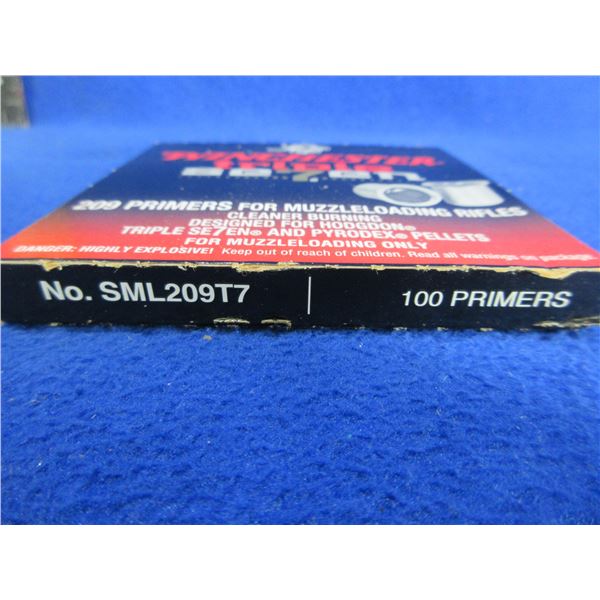 WINCHESTER
209 PRIMERS FOR MUZZLELOADING RIFLES
CLEANER BURNING
DESIGNED FOR HODGDON®
TRIPLE SE7EN® AND PYRODEX® PELLETS
FOR MUZZLELOADING ONLY
DANGER: HIGHLY EXPLOSIVE! Keep out of reach of children. Read all warnings on package
No. SML209T7 | 100 PRIMERS